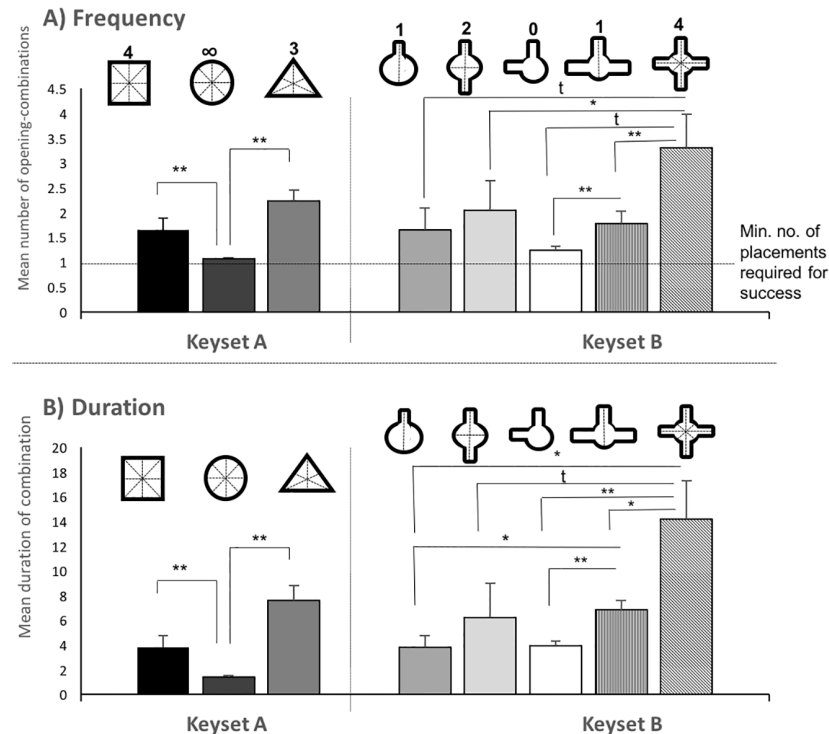 A) Frequency
4 ∞ 3 1 2 0 1 4
Mean number of opening-combinations
4.5
4
3.5
3
2.5
2
1.5
1
0.5
0
** **
t
*
t
**
**
Min. no. of
placements
required for
success
Keyset A Keyset B
B) Duration
Mean duration of combination
20
18
16
14
12
10
8
6
4
2
0
** **
*
t
**
*
*
**
Keyset A Keyset B